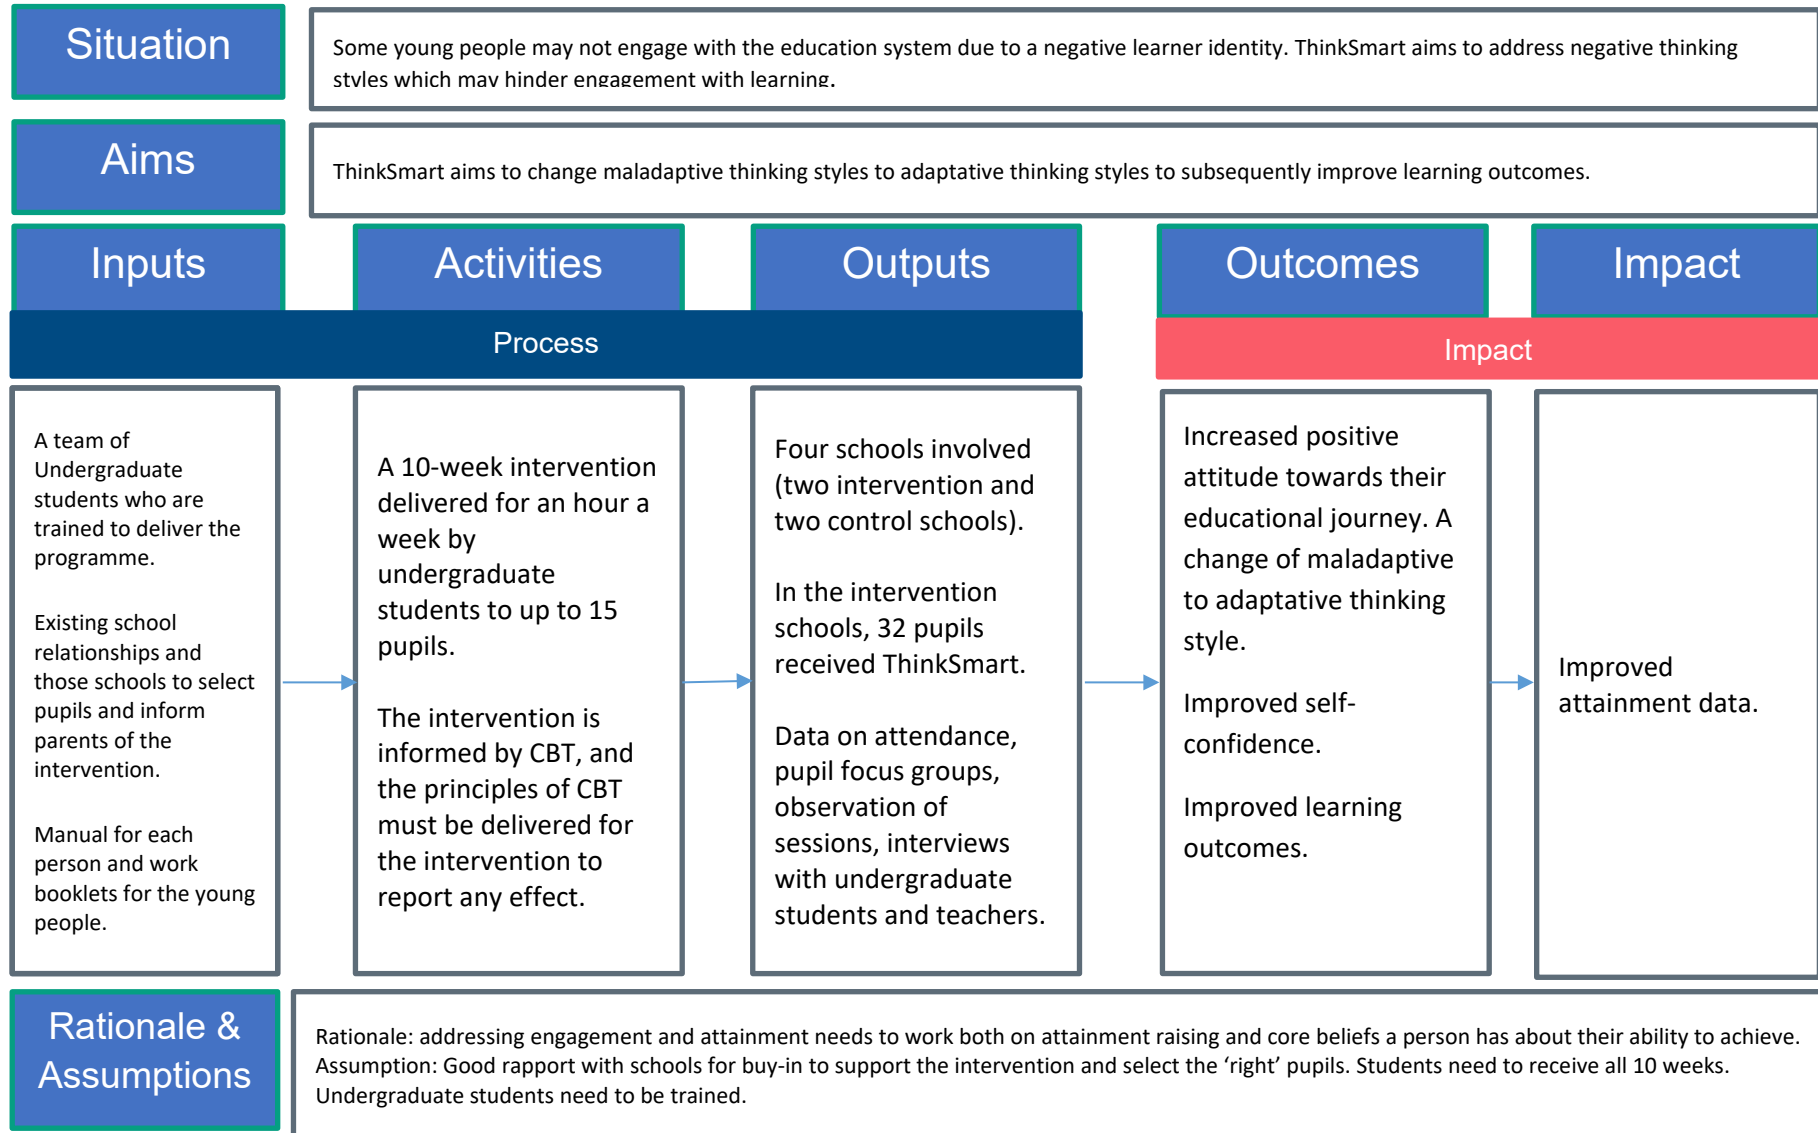 Situation
Some young people may not engage with the education system due to a negative learner identity. ThinkSmart aims to address negative thinking
styles which may hinder engagement with learning.
Aims
ThinkSmart aims to change maladaptive thinking styles to adaptative thinking styles to subsequently improve learning outcomes.
Inputs
Activities
Outputs
Outcomes
Impact
Process
Impact
A team of
Undergraduate
students who are
trained to deliver the
programme.
Existing school
relationships and
those schools to select
pupils and inform
parents of the
intervention.
Manual for each
person and work
booklets for the young
people.
A 10-week intervention
delivered for an hour a
week by
undergraduate
students to up to 15
pupils.
The intervention is
informed by CBT, and
the principles of CBT
must be delivered for
the intervention to
report any effect.
Four schools involved
(two intervention and
two control schools).
In the intervention
schools, 32 pupils
received ThinkSmart.
Data on attendance,
pupil focus groups,
observation of
sessions, interviews
with undergraduate
students and teachers.
Increased positive
attitude towards their
educational journey. A
change of maladaptive
to adaptative thinking
style.
Improved self-
confidence.
Improved learning
outcomes.
Improved
attainment data.
Rationale &
Assumptions
Rationale: addressing engagement and attainment needs to work both on attainment raising and core beliefs a person has about their ability to achieve.
Assumption: Good rapport with schools for buy-in to support the intervention and select the ‘right’ pupils. Students need to receive all 10 weeks.
Undergraduate students need to be trained.